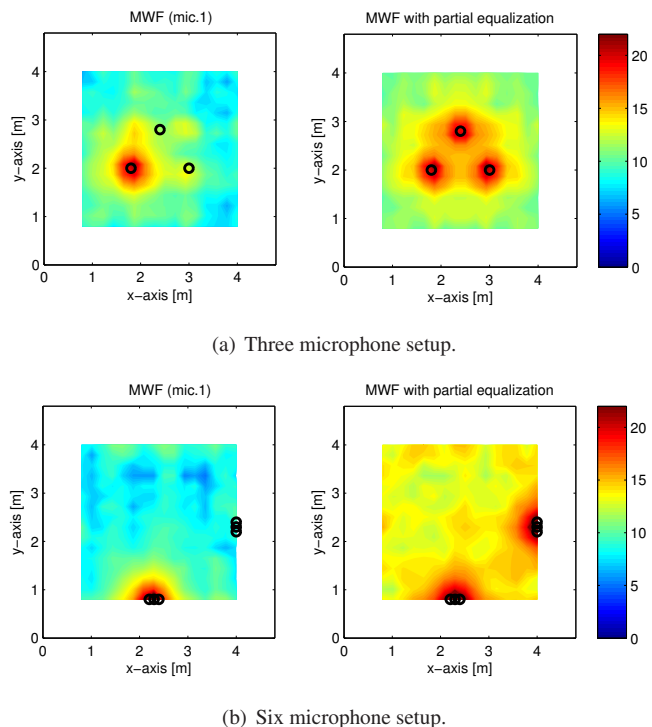 MWF (mic.1)
4
3
2
1
0
y−axis [m]
0 1 2 3 4
x−axis [m]
MWF with partial equalization
4
3
2
1
0
y−axis [m]
0 1 2 3 4
x−axis [m]
20
15
10
5
0
(a) Three microphone setup.
MWF (mic.1)
4
3
2
1
0
y−axis [m]
0 1 2 3 4
x−axis [m]
MWF with partial equalization
4
3
2
1
0
y−axis [m]
0 1 2 3 4
x−axis [m]
20
15
10
5
0
(b) Six microphone setup.